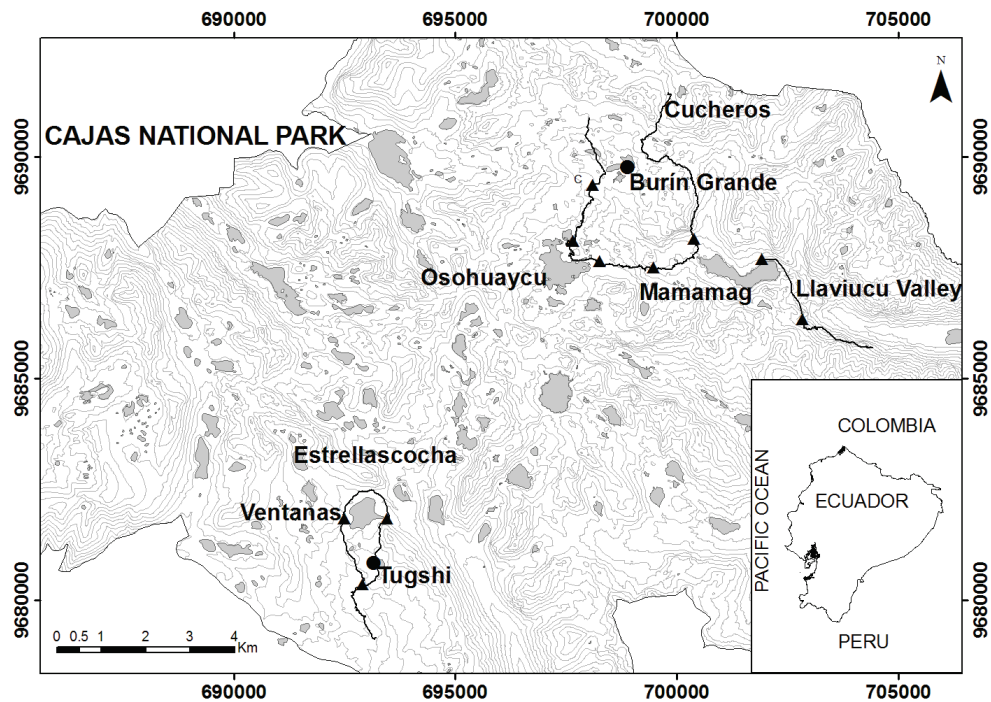 690000 695000 700000 705000
N
Cucheros
CAJAS NATIONAL PARK
9690000
9690000
C
Burín Grande
Osohuaycu
Mamamag
Llaviucu Valley
9685000
9685000
COLOMBIA
Estrellascocha
PACIFIC OCEAN
ECUADOR
Ventanas
Tugshi
9680000
9680000
0 0.5 1 2 3 4
Km
PERU
690000 695000 700000 705000